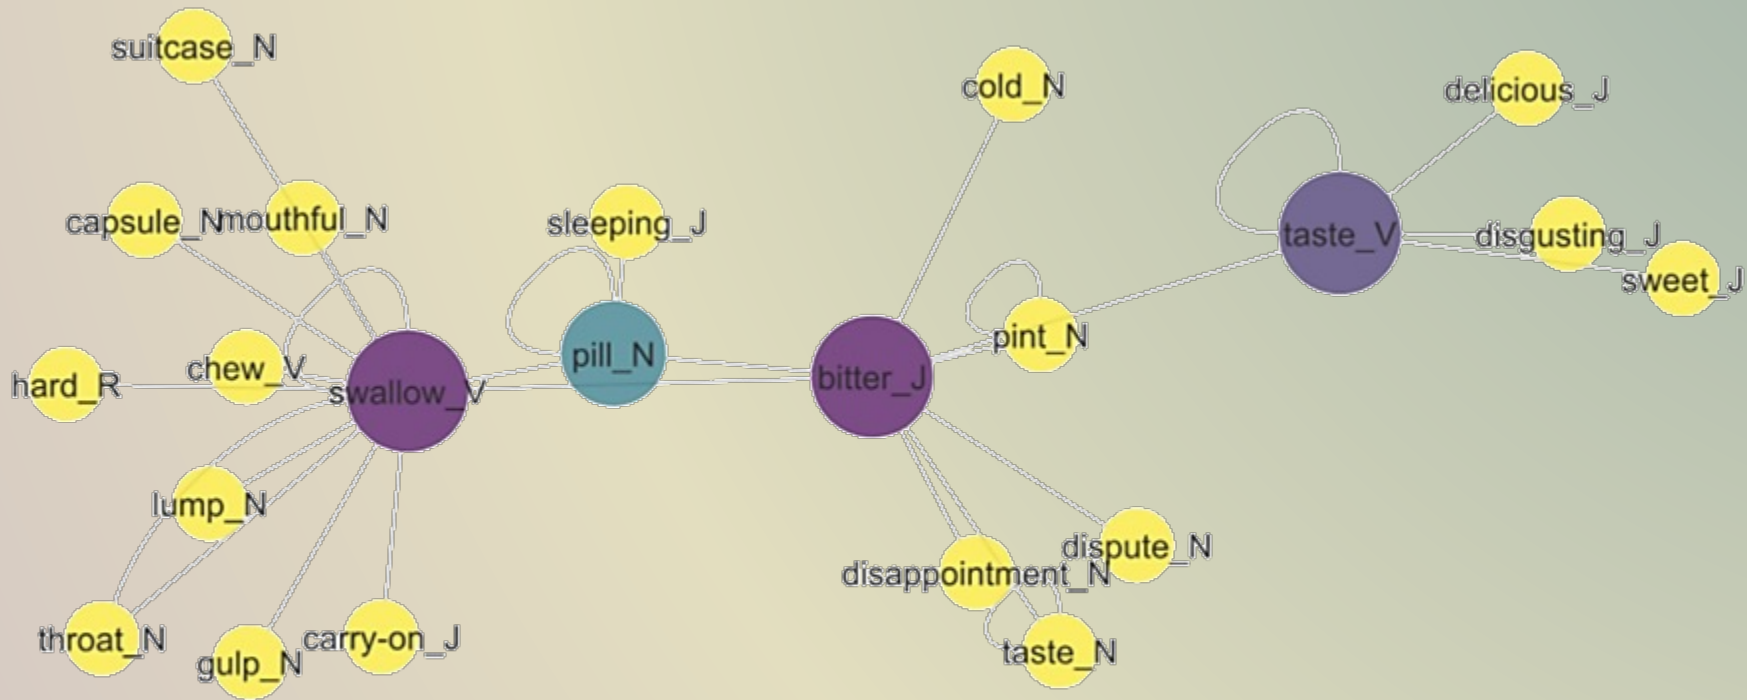 suitcase_N
cold_N
delicious_J
capsule_N
mouthful_N
sleeping_J
taste_V
disgusting_J
sweet_J
pint_N
pill_N
bitter_J
chew_V
hard_R
swallow_V
lump_N
dispute_N
disappointment_N
throat_N
gulp_N
carry-on_J
taste_N